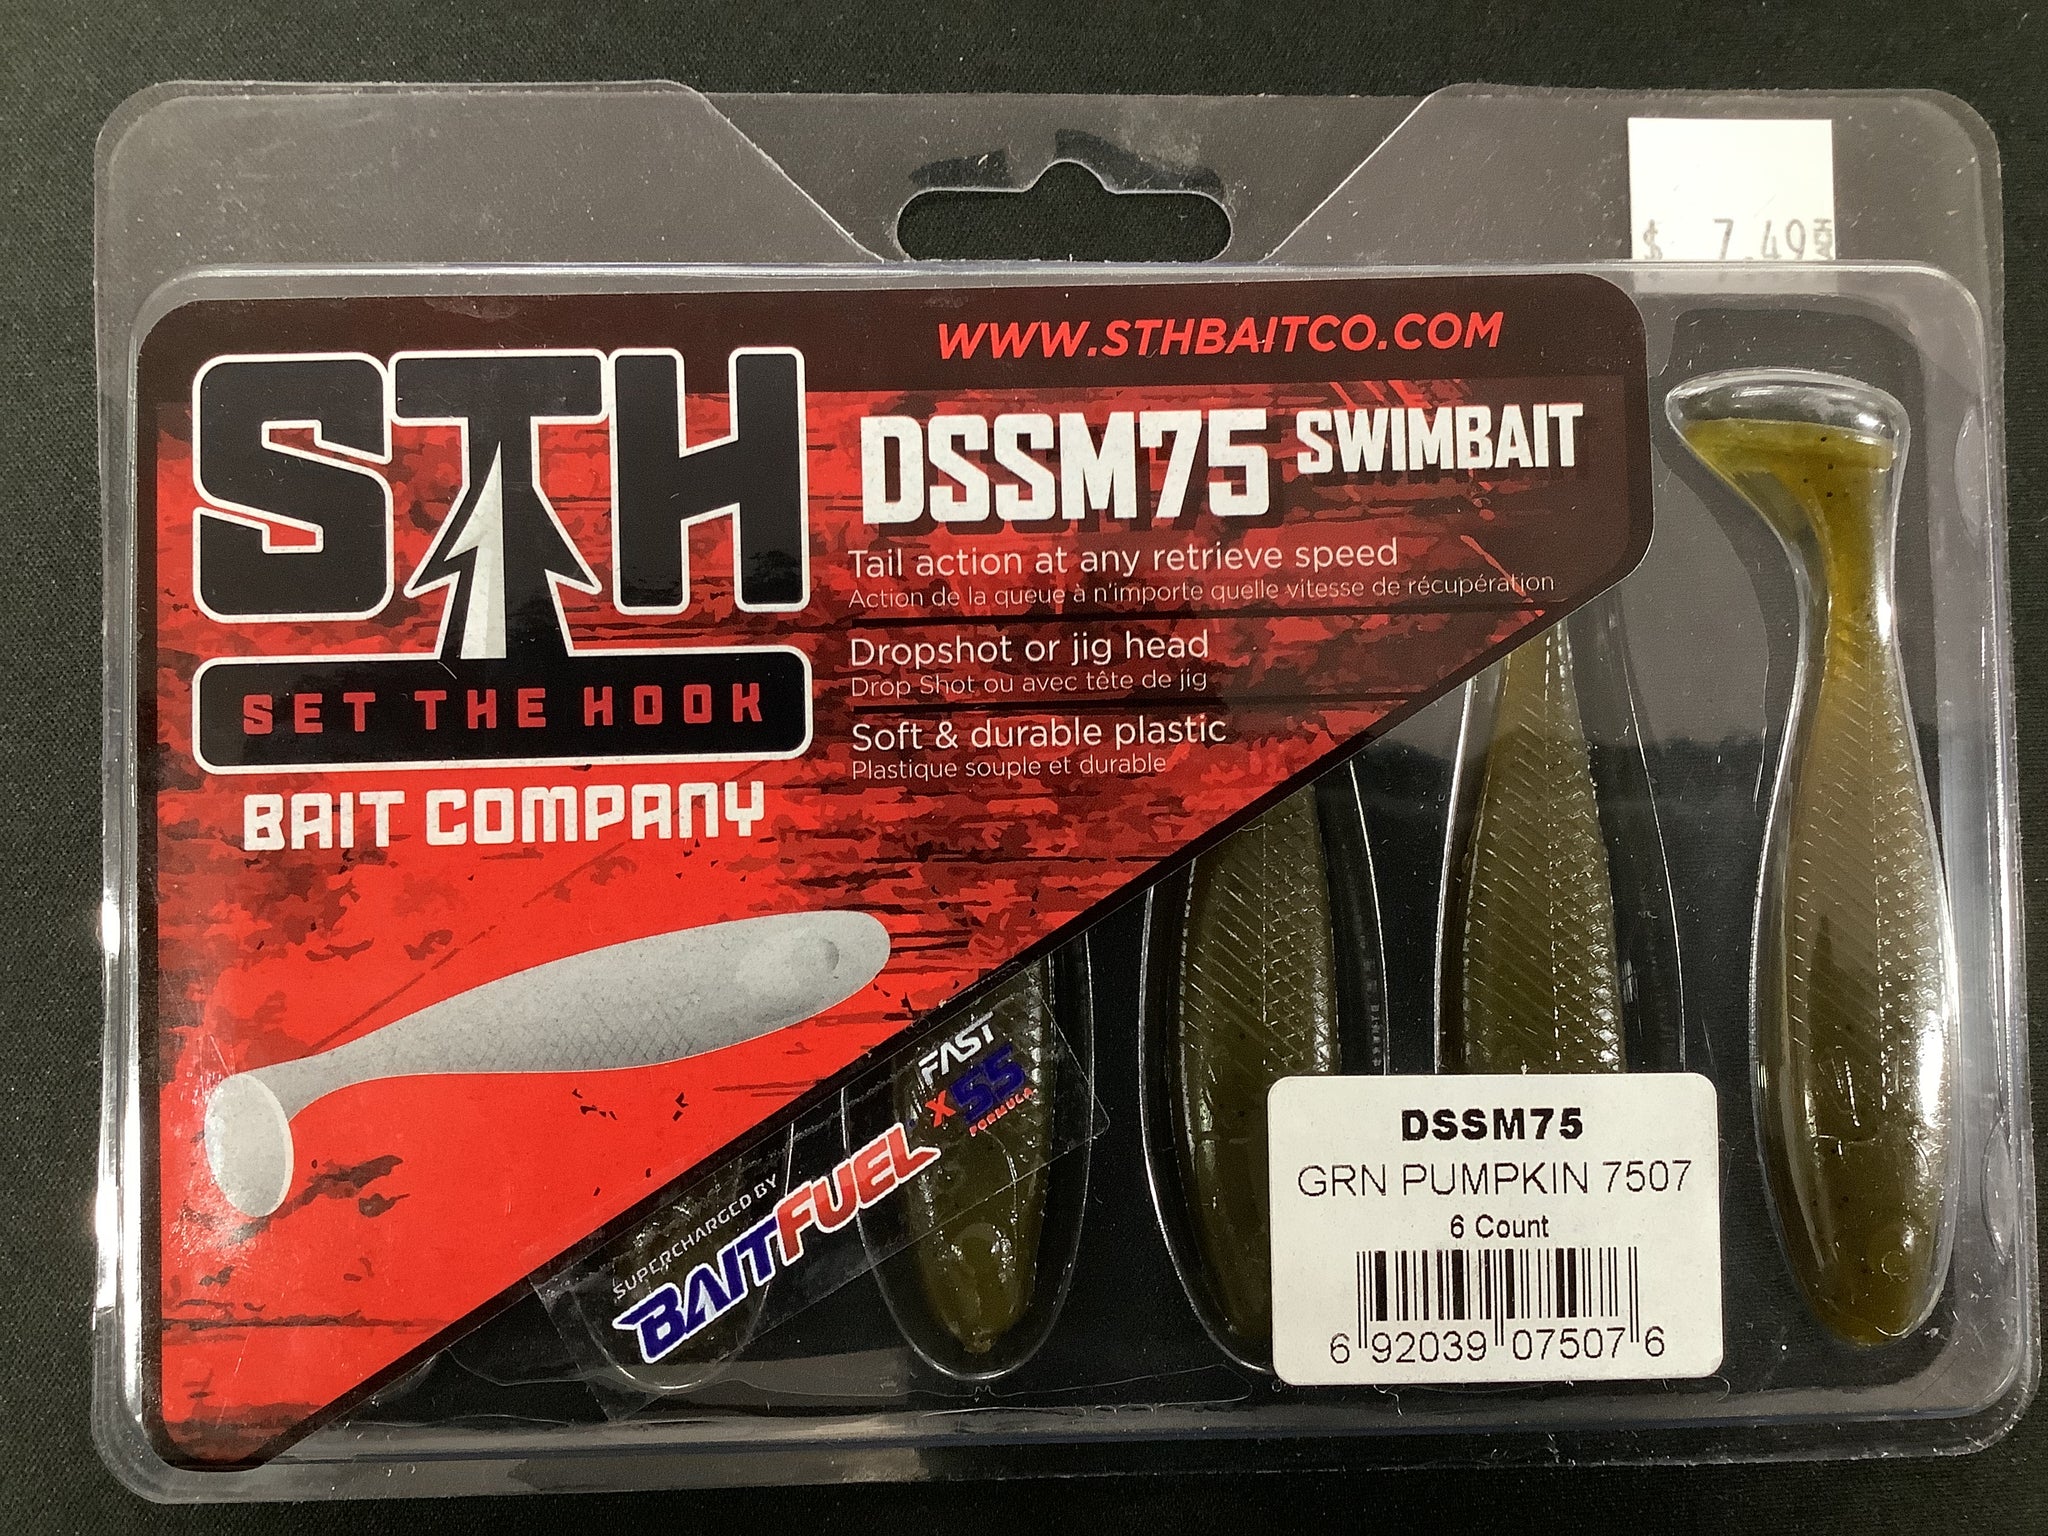 $ 7.49
WWW.STHBAITCO.COM
STH
SET THE HOOK
BAIT COMPANY
DSSM75 SWIMBAIT
Tail action at any retrieve speed
Action de la queue à n'importe quelle vitesse de récupération
Dropshot or jig head
Drop Shot ou avec tête de jig
Soft & durable plastic
Plastique souple et durable
FAST
x55
FORMULA
SUPERCHARGED BY
BAITFUEL
DSSM75
GRN PUMPKIN 7507
6 Count
6 92039 07507 6